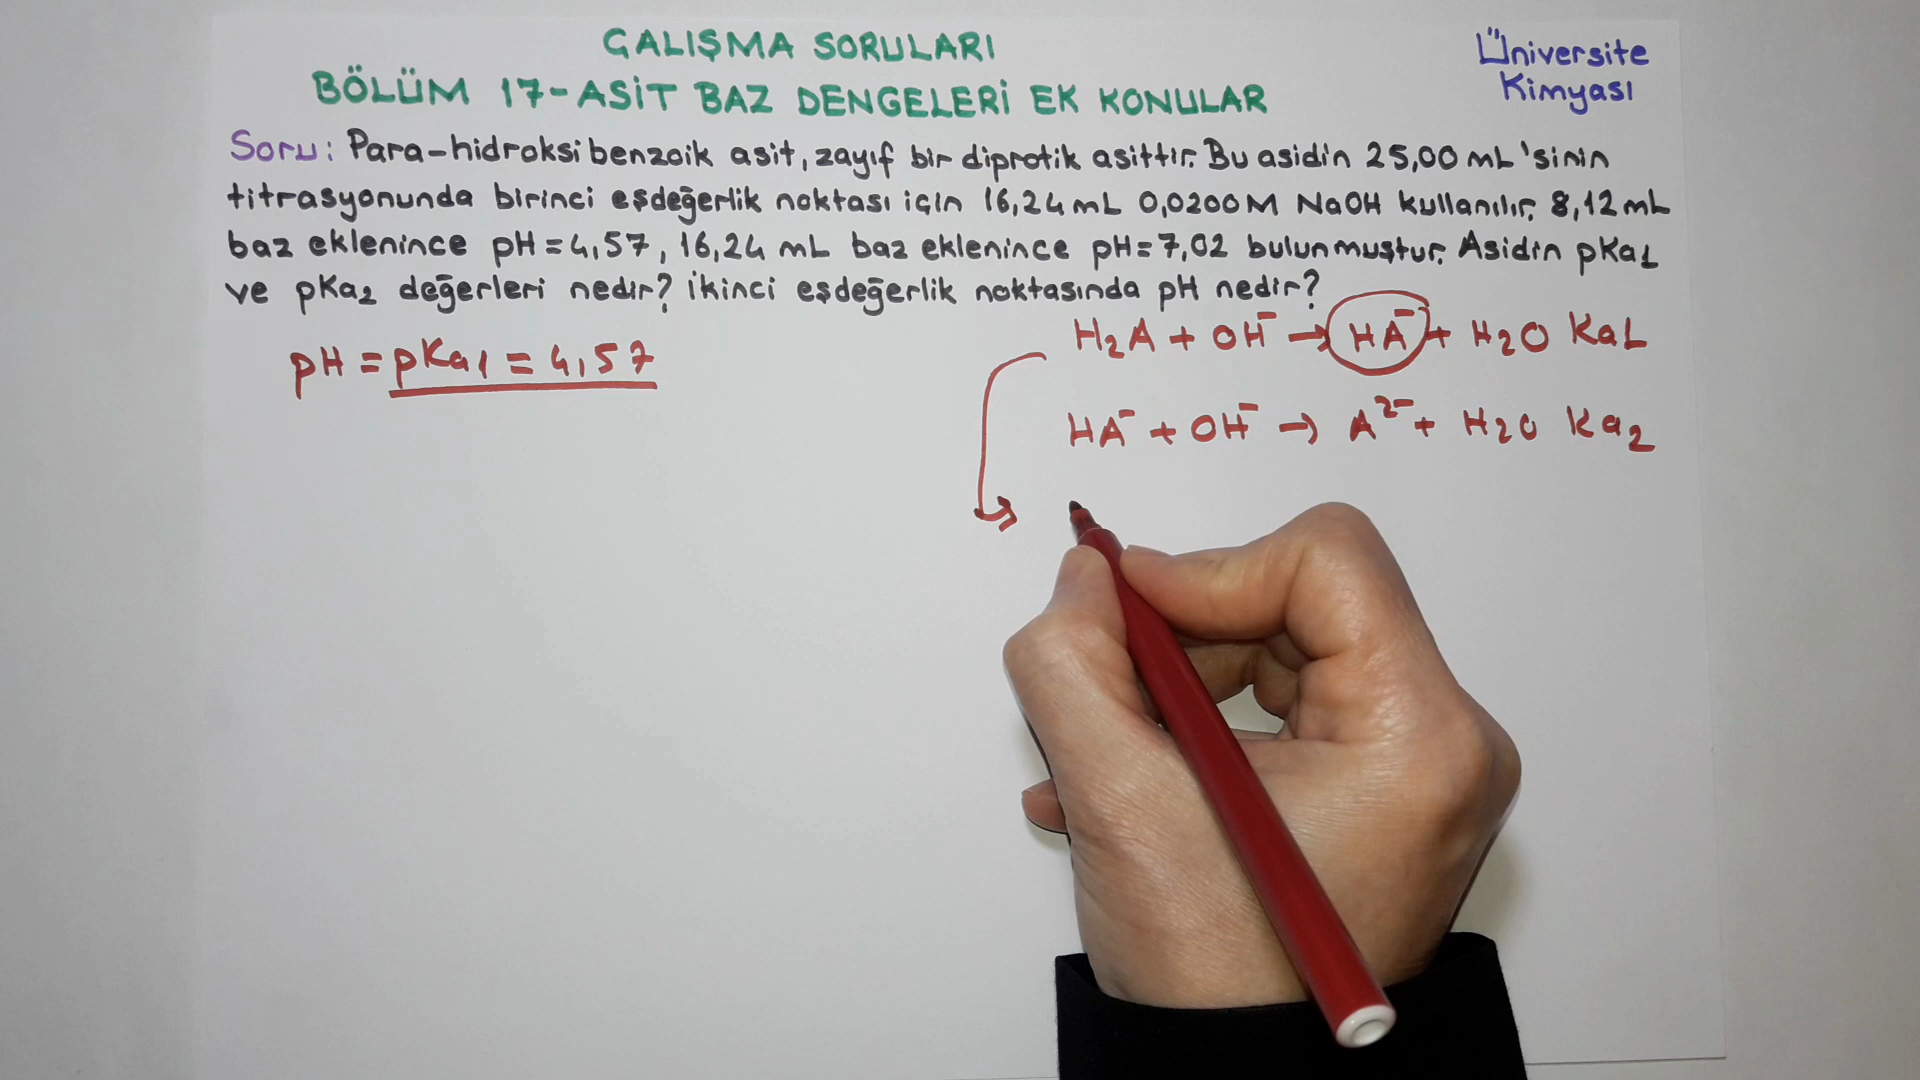 ÇALIŞMA SORULARI
BÖLÜM 17-ASİT BAZ DENGELERİ EK KONULAR
Üniversite
Kimyası
Soru: Para-hidroksibenzoik asit, zayıf bir diprotik asittir. Bu asidin 25,00 mL'sinin
titrasyonunda birinci eşdeğerlik noktası için 16,24 mL 0,0200 M NaOH kullanılır. 8,12 mL
baz eklenince pH=4,57, 16,24 mL baz eklenince pH=7,02 bulunmuştur. Asidin pKa1
ve pKa2 değerleri nedir? İkinci eşdeğerlik noktasında pH nedir?
pH = pKa1 = 4,57
H₂A + OH⁻ → HA⁻ + H₂O Ka1
HA⁻ + OH⁻ → A²⁻ + H₂O Ka₂